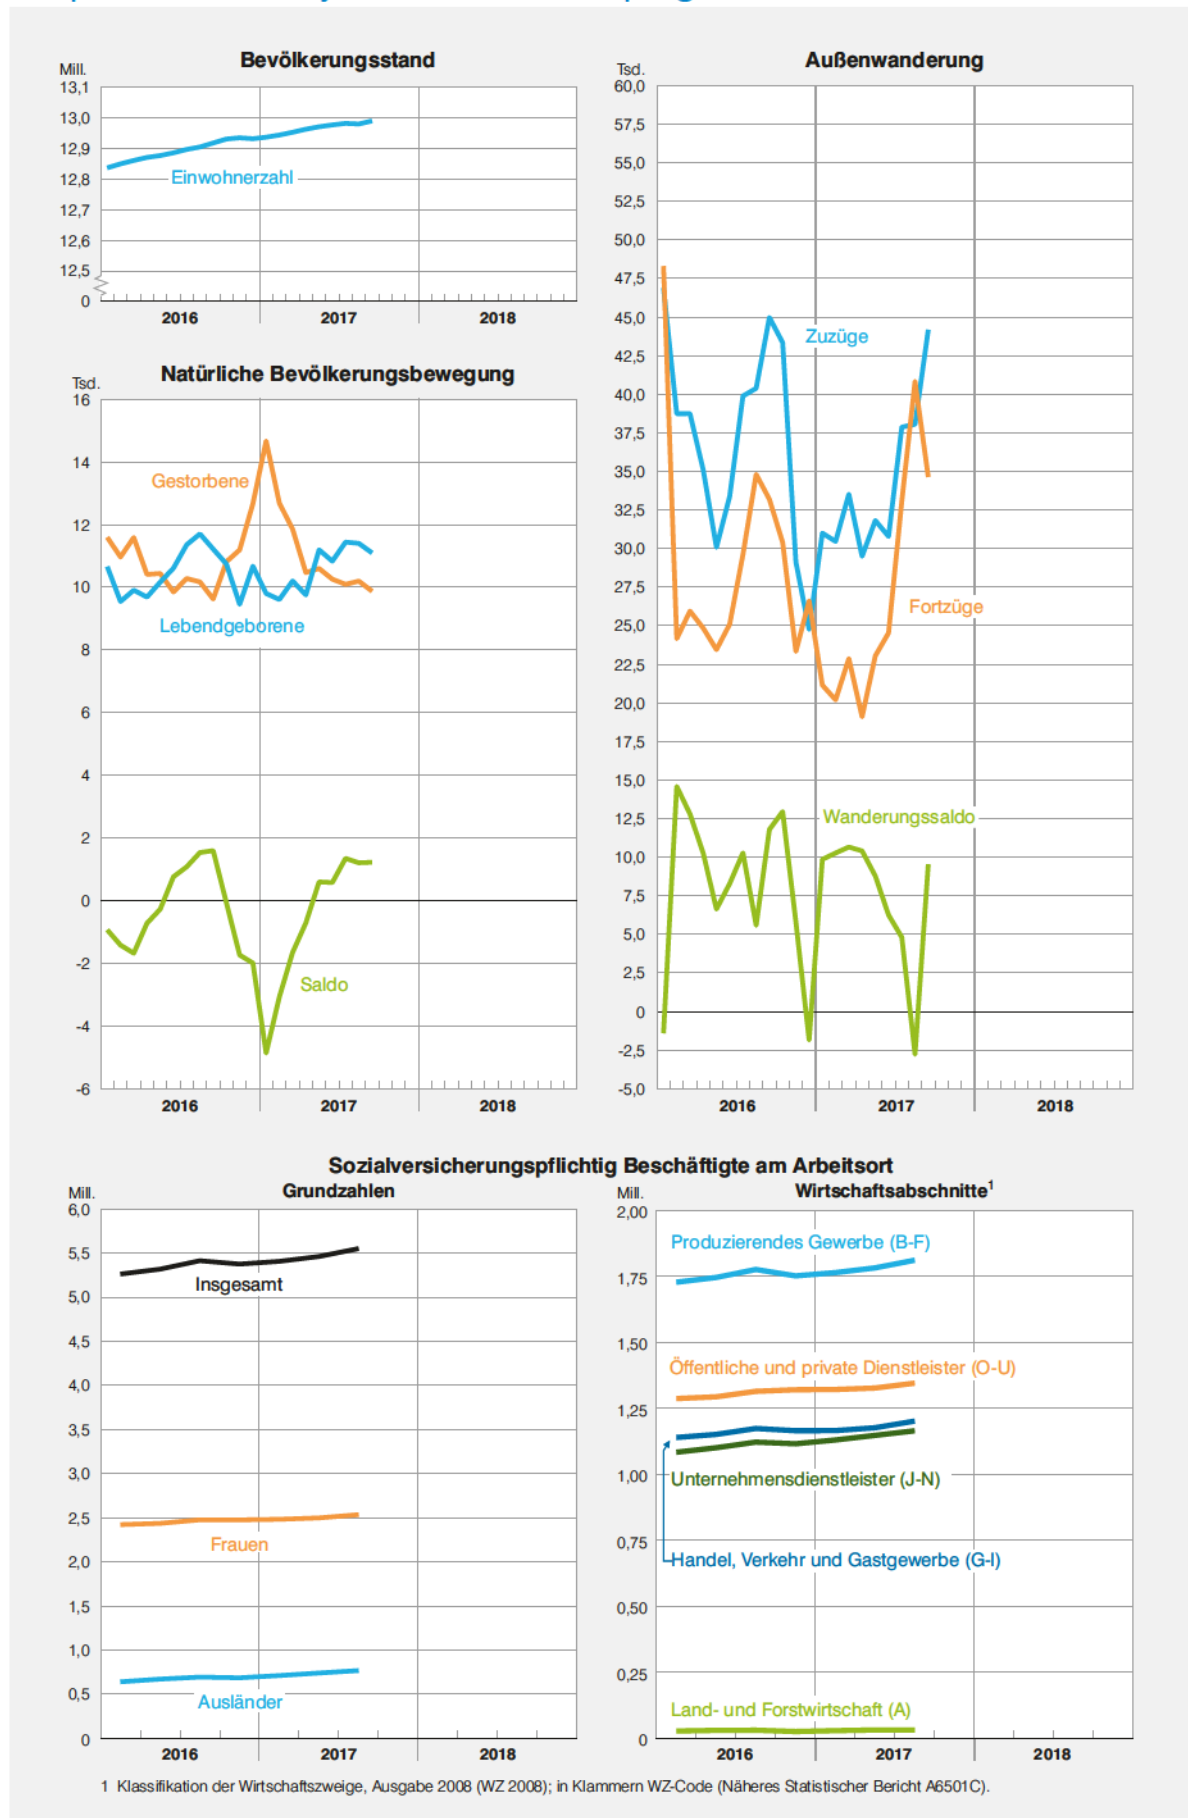 Bevölkerungsstand
Mill.
13,1
13,0
12,9
12,8
12,7
12,6
12,5
0
Einwohnerzahl
2016 2017 2018
Natürliche Bevölkerungsbewegung
Tsd.
16
14
12
10
8
6
4
2
0
-2
-4
-6
Gestorbene
Lebendgeborene
Saldo
2016 2017 2018
Außenwanderung
Tsd.
60,0
57,5
55,0
52,5
50,0
47,5
45,0
42,5
40,0
37,5
35,0
32,5
30,0
27,5
25,0
22,5
20,0
17,5
15,0
12,5
10,0
7,5
5,0
2,5
0
-2,5
-5,0
Zuzüge
Fortzüge
Wanderungssaldo
2016 2017 2018
Sozialversicherungspflichtig Beschäftigte am Arbeitsort
Grundzahlen
Mill.
6,0
5,5
5,0
4,5
4,0
3,5
3,0
2,5
2,0
1,5
1,0
0,5
0
Insgesamt
Frauen
Ausländer
2016 2017 2018
Wirtschaftsabschnitte1
Mill.
2,00
1,75
1,50
1,25
1,00
0,75
0,50
0,25
0
Produzierendes Gewerbe (B-F)
Öffentliche und private Dienstleister (O-U)
Unternehmensdienstleister (J-N)
Handel, Verkehr und Gastgewerbe (G-I)
Land- und Forstwirtschaft (A)
2016 2017 2018
1 Klassifikation der Wirtschaftszweige, Ausgabe 2008 (WZ 2008); in Klammern WZ-Code (Näheres Statistischer Bericht A6501C).